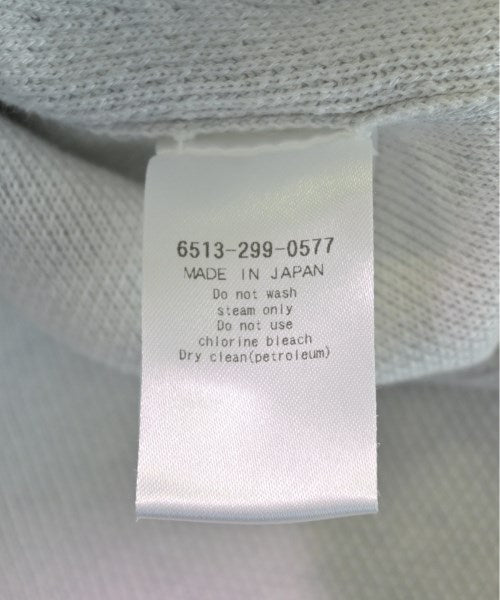 6513-299-0577
MADE IN JAPAN
Do not wash
steam only
Do not use
chlorine bleach
Dry clean(petroleum)